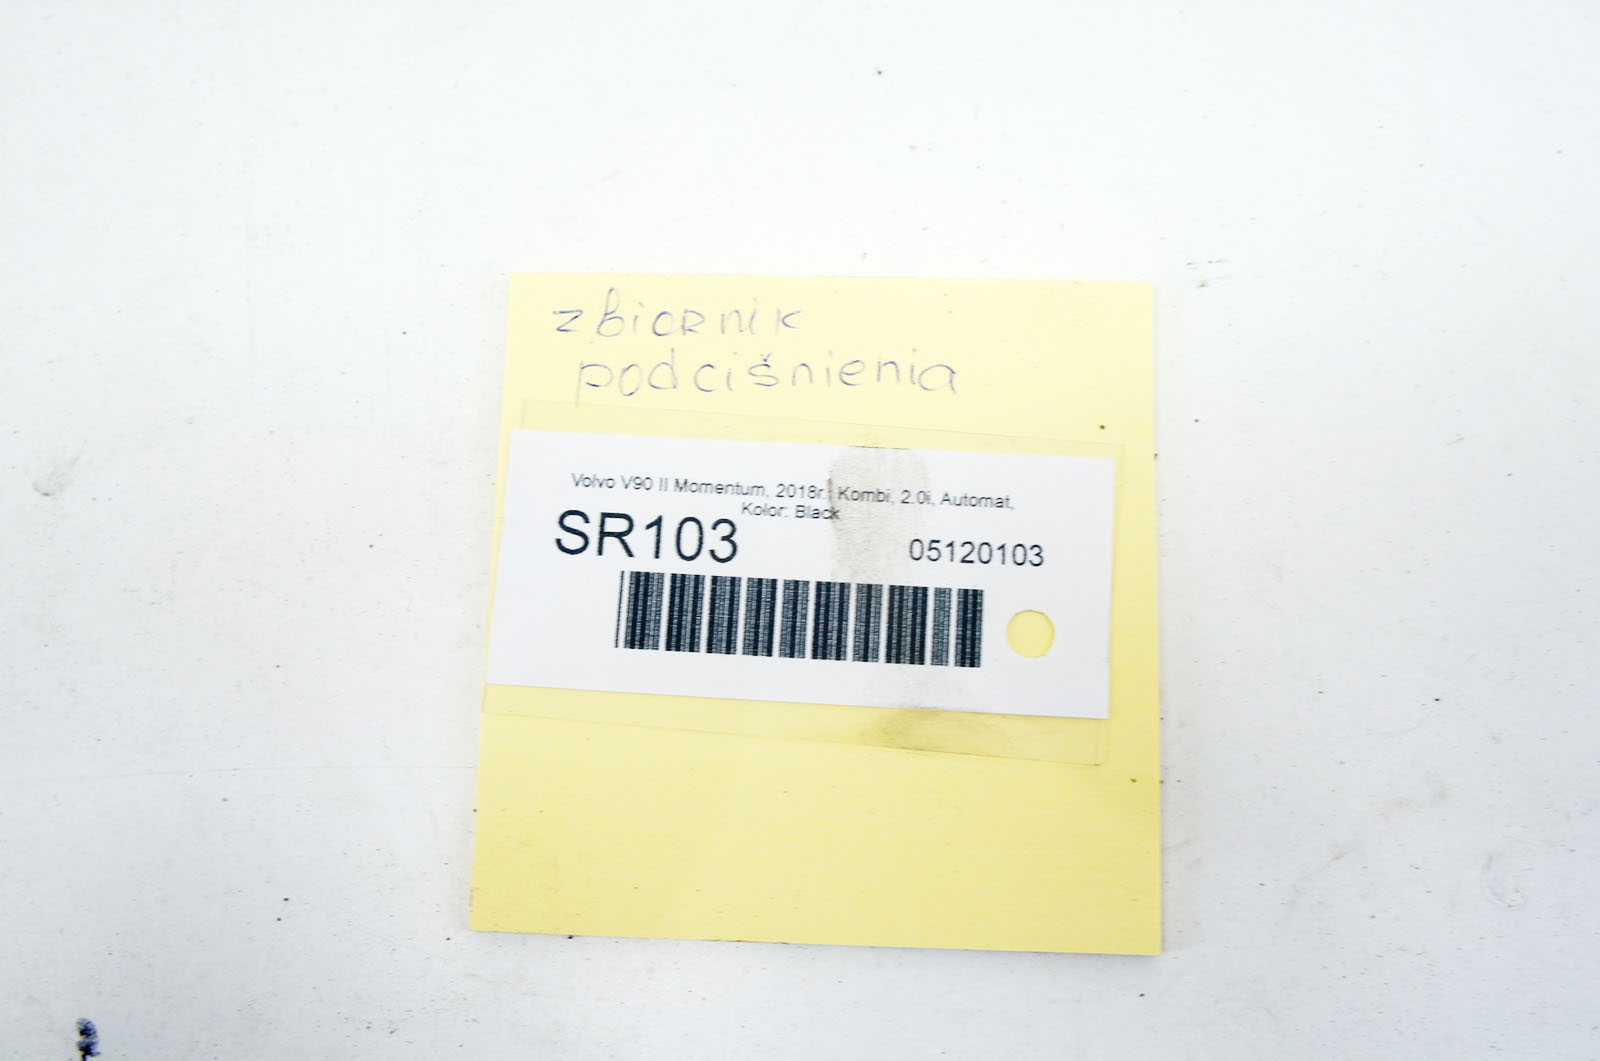 zbiornik
podciśnienia
Volvo V90 II Momentum, 2018r., Kombi, 2.0i, Automat,
Kolor: Black
SR103
05120103